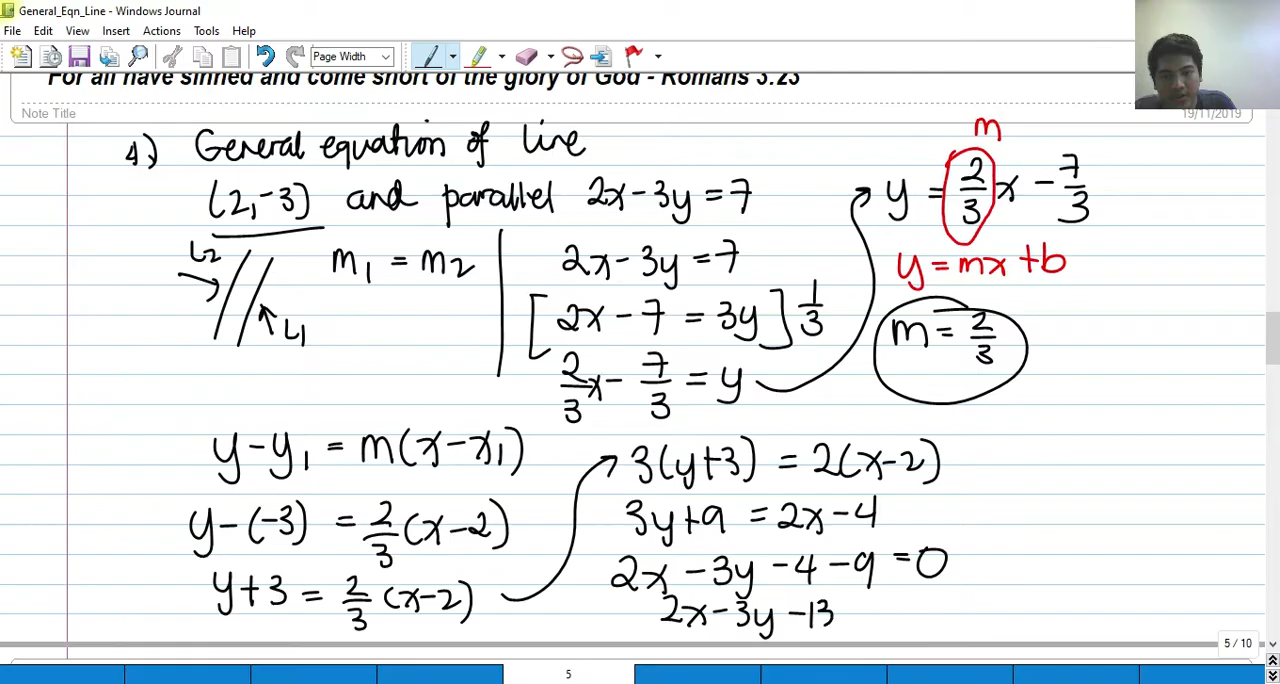 General_Eqn_Line - Windows Journal
File Edit View Insert Actions Tools Help
Page Width
For all have sinned and come short of the glory of God - Romans 3:23
Note Title
19/11/2019
4.) General equation of line
(2,-3) and parallel 2x-3y=7
L2
L1
m₁ = m₂
2x-3y=7
[2x-7 = 3y] 1/3
2/3x - 7/3 = y
m
y = 2/3x - 7/3
y=mx+b
m = 2/3
y-y₁ = m(x-x₁)
y-(-3) = 2/3(x-2)
y+3 = 2/3(x-2)
3(y+3) = 2(x-2)
3y+9 = 2x-4
2x-3y-4-9=0
2x-3y-13
5 / 10
5